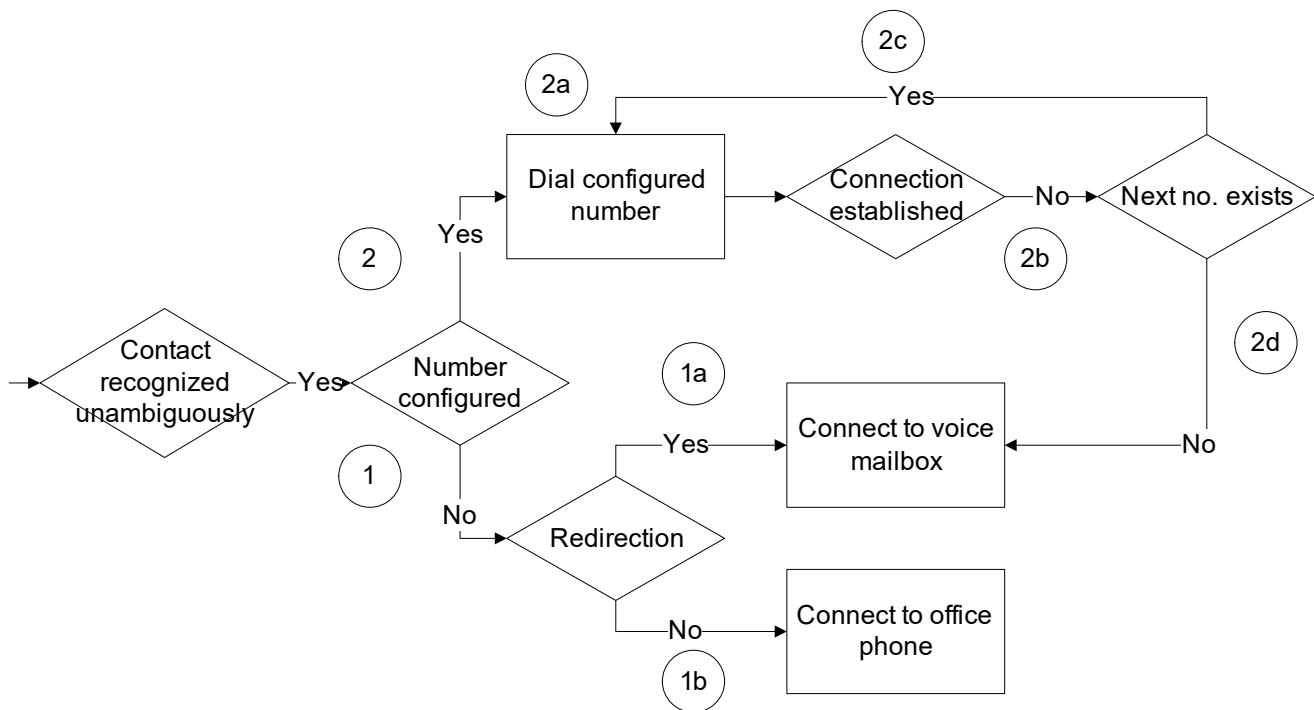 2c
2a
Yes
Dial configured
number
Connection
established
No
Next no. exists
Yes
2
2b
2d
Contact
recognized
unambiguously
Yes
Number
configured
1a
Connect to voice
mailbox
Yes
No
1
No
Redirection
Connect to office
phone
No
1b